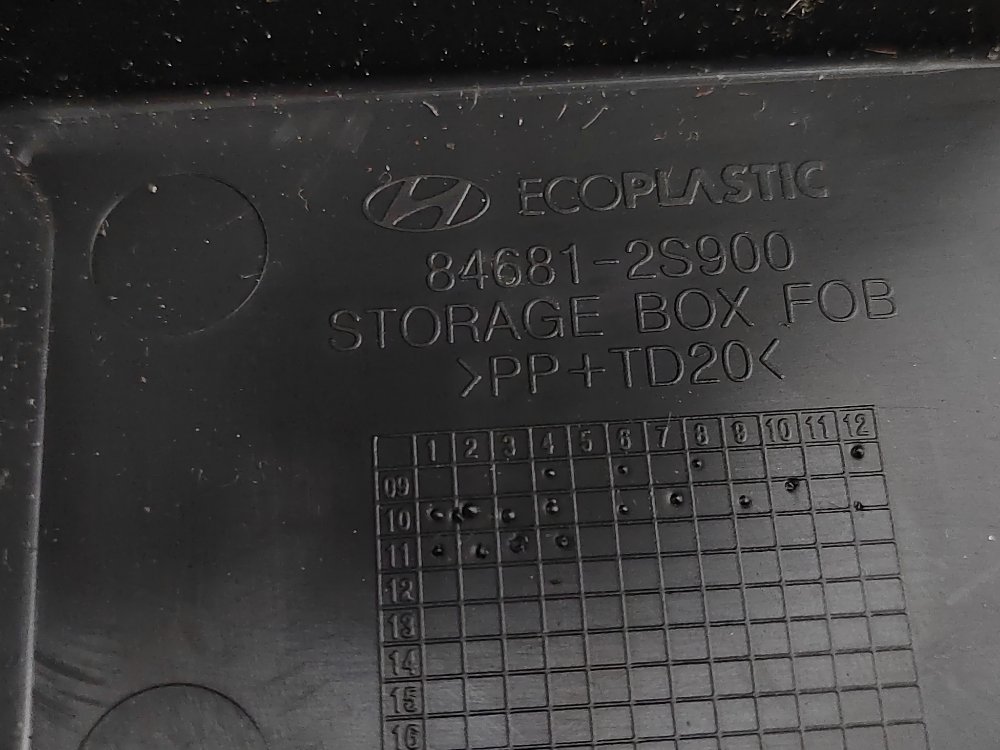 ECOPLASTIC
84681-2S900
STORAGE BOX FOB
>PP+TD20<
1 2 3 4 5 6 7 8 9 10 11 12
09
10
11
12
13
14
15
16